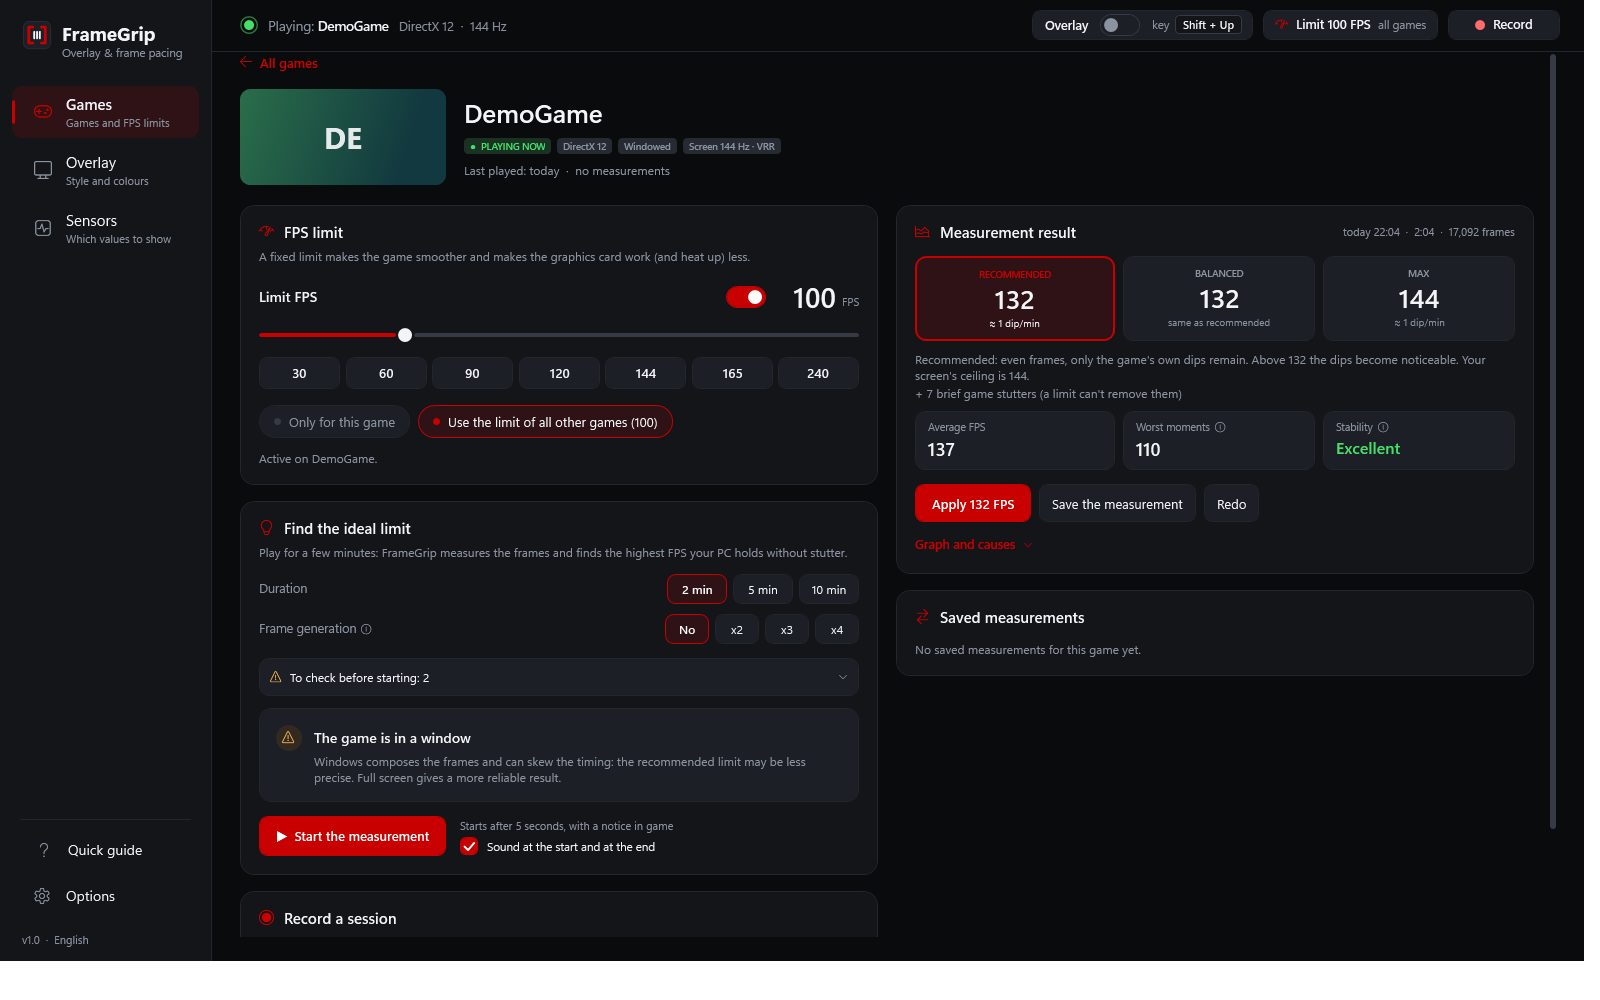 FrameGrip
Overlay & frame pacing
Games
Games and FPS limits
Overlay
Style and colours
Sensors
Which values to show
Quick guide
Options
v1.0 · English
Playing: DemoGame DirectX 12 · 144 Hz
Overlay key Shift + Up
Limit 100 FPS all games
Record
All games
DE
DemoGame
PLAYING NOW DirectX 12 Windowed Screen 144 Hz · VRR
Last played: today · no measurements
FPS limit
A fixed limit makes the game smoother and makes the graphics card work (and heat up) less.
Limit FPS 100 FPS
30 60 90 120 144 165 240
Only for this game Use the limit of all other games (100)
Active on DemoGame.
Find the ideal limit
Play for a few minutes: FrameGrip measures the frames and finds the highest FPS your PC holds without stutter.
Duration 2 min 5 min 10 min
Frame generation No x2 x3 x4
To check before starting: 2
The game is in a window
Windows composes the frames and can skew the timing: the recommended limit may be less
precise. Full screen gives a more reliable result.
Start the measurement
Starts after 5 seconds, with a notice in game
Sound at the start and at the end
Record a session
Measurement result today 22:04 · 2:04 · 17,092 frames
RECOMMENDED
132
≈ 1 dip/min
BALANCED
132
same as recommended
MAX
144
≈ 1 dip/min
Recommended: even frames, only the game's own dips remain. Above 132 the dips become noticeable. Your
screen's ceiling is 144.
+ 7 brief game stutters (a limit can't remove them)
Average FPS
137
Worst moments
110
Stability
Excellent
Apply 132 FPS Save the measurement Redo
Graph and causes
Saved measurements
No saved measurements for this game yet.